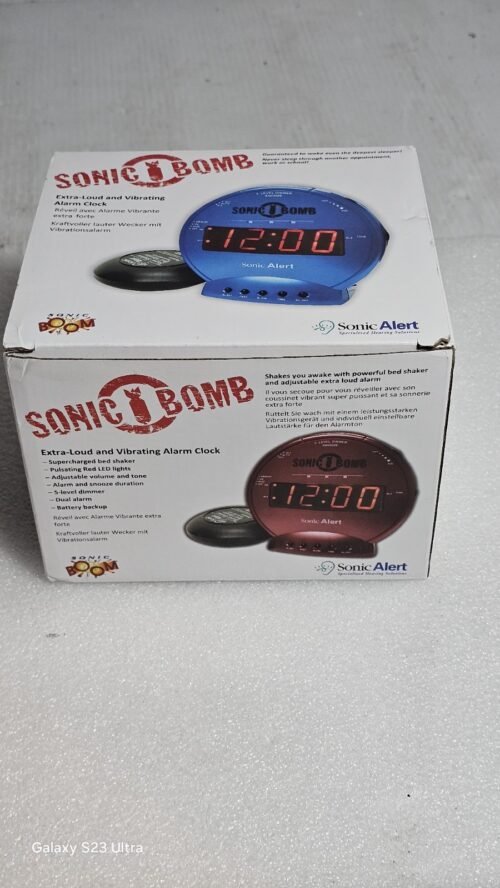 SONIC BOMB
Guaranteed to wake even the deepest sleeper!
Never sleep through another appointment,
work or school!
Extra-Loud and Vibrating
Alarm Clock
Réveil avec Alarme Vibrante
extra forte
Kraftvoller lauter Wecker mit
Vibrationsalarm
SONIC BOMB
12:00
Sonic Alert
SONIC
BOOM
Sonic Alert
Specialized Hearing Solutions
SONIC BOMB
Shakes you awake with powerful bed shaker
and adjustable extra loud alarm
Il vous secoue pour vous réveiller avec son
coussinet vibrant super puissant et sa sonnerie
extra forte
Rüttelt Sie wach mit einem leistungsstarken
Vibrationsgerät und individuell einstellbare
Lautstärke für den Alarmton
Extra-Loud and Vibrating Alarm Clock
- Supercharged bed shaker
- Pulsating Red LED lights
- Adjustable volume and tone
- Alarm and snooze duration
- 5-level dimmer
- Dual alarm
- Battery backup
Réveil avec Alarme Vibrante extra
forte
Kraftvoller lauter Wecker mit
Vibrationsalarm
SONIC BOMB
12:00
Sonic Alert
SONIC
BOOM
Sonic Alert
Specialized Hearing Solutions
Galaxy S23 Ultra